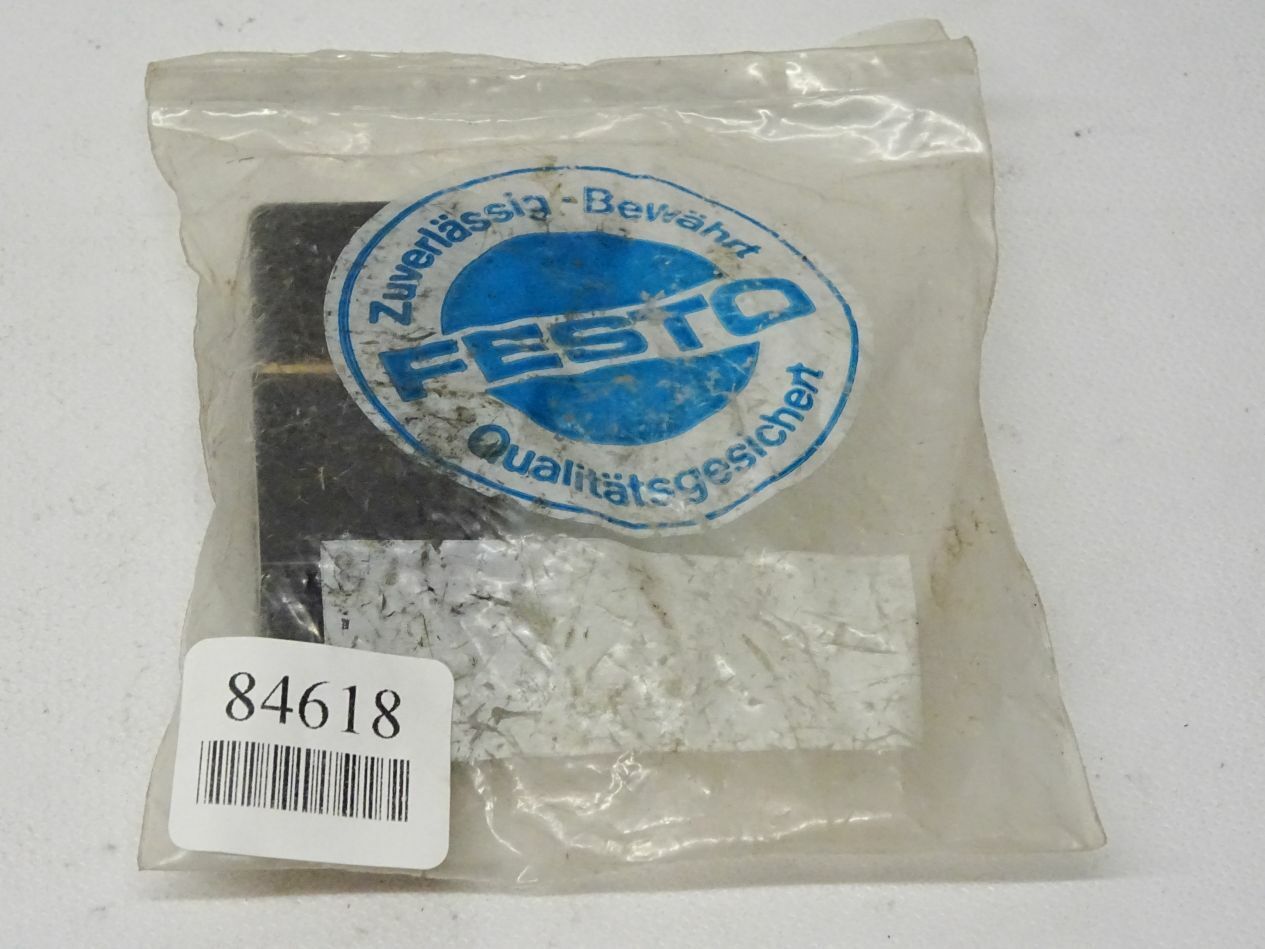 Zuverlässig - Bewährt
FESTO
Qualitätsgesichert
84618